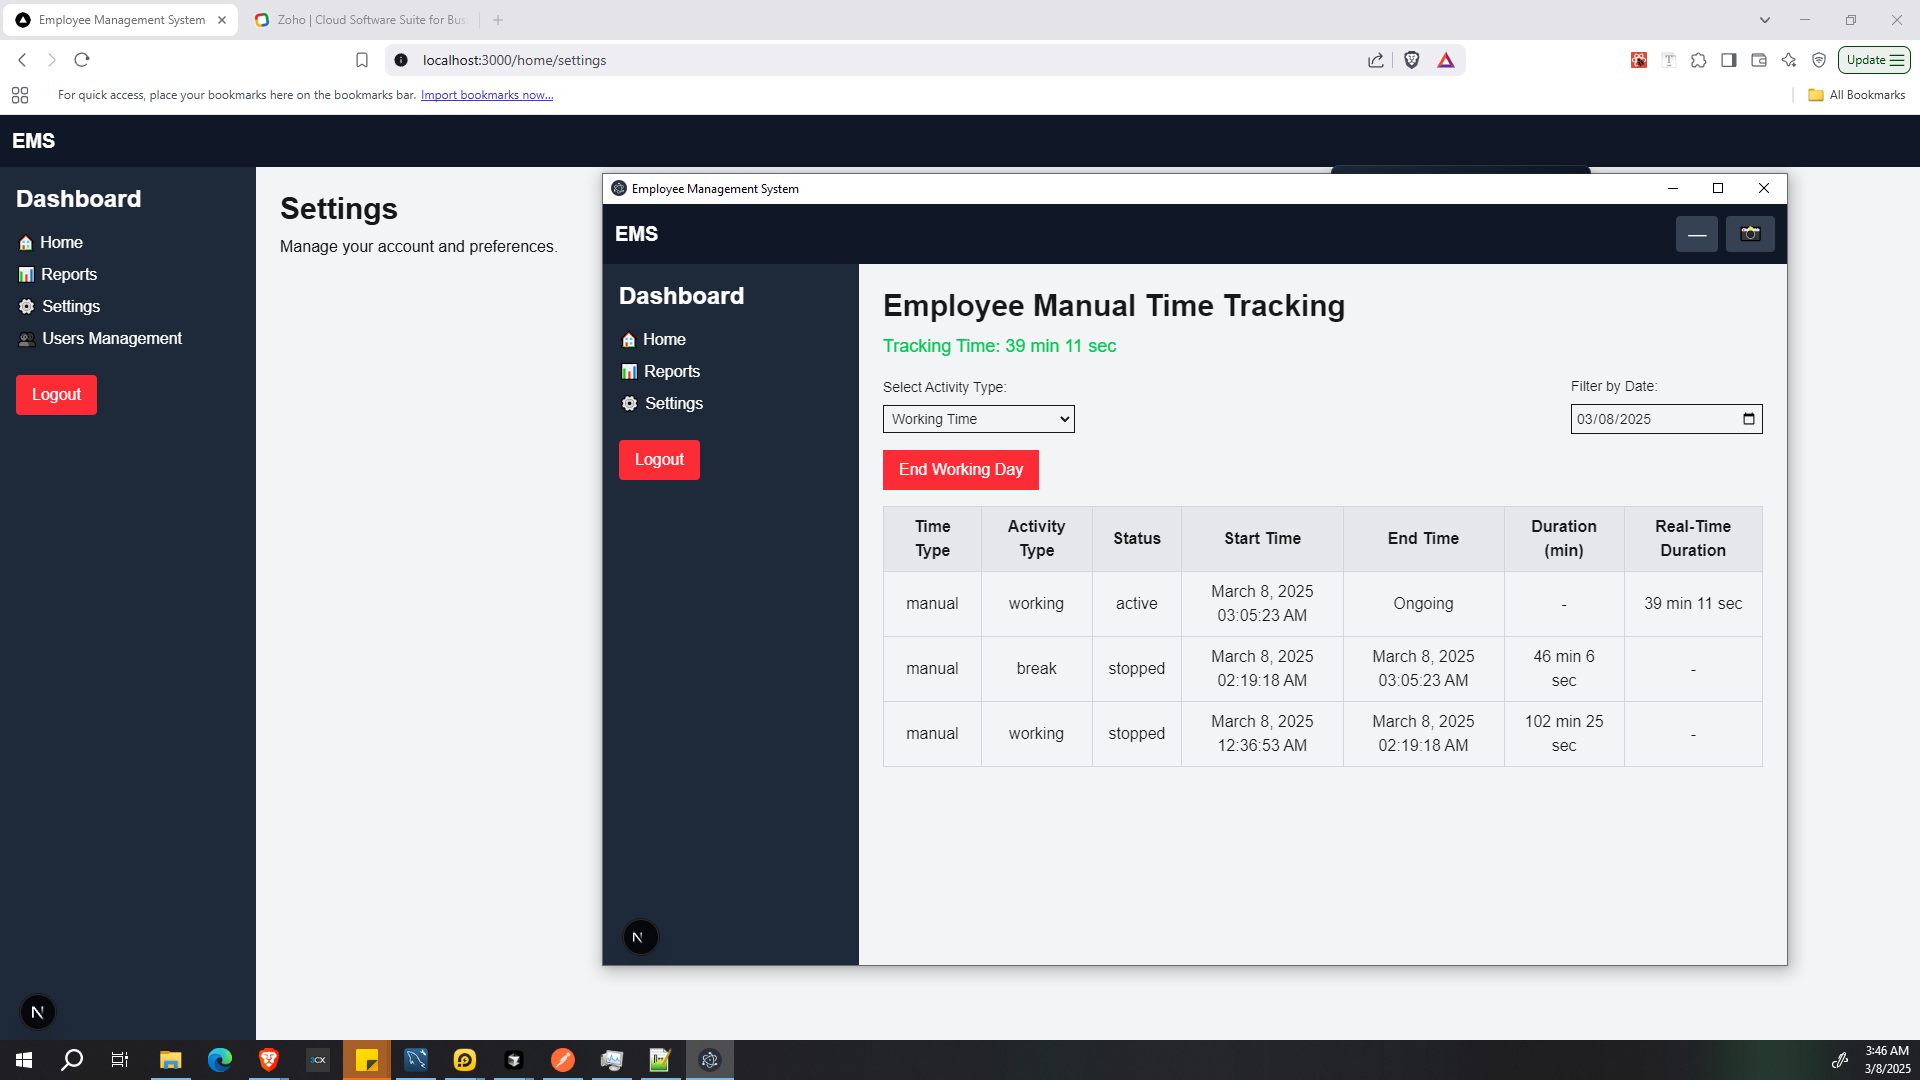 Employee Management System
Zoho | Cloud Software Suite for Bus
localhost:3000/home/settings
Update
For quick access, place your bookmarks here on the bookmarks bar. Import bookmarks now...
All Bookmarks
EMS
Dashboard
Home
Reports
Settings
Users Management
Logout
Settings
Manage your account and preferences.
Employee Management System
EMS
Dashboard
Home
Reports
Settings
Logout
N
Employee Manual Time Tracking
Tracking Time: 39 min 11 sec
Select Activity Type:
Working Time
Filter by Date:
03/08/2025
End Working Day
Time Type Activity Type Status Start Time End Time Duration (min) Real-Time Duration
manual working active March 8, 2025 03:05:23 AM Ongoing - 39 min 11 sec
manual break stopped March 8, 2025 02:19:18 AM March 8, 2025 03:05:23 AM 46 min 6 sec -
manual working stopped March 8, 2025 12:36:53 AM March 8, 2025 02:19:18 AM 102 min 25 sec -
N
3CX
3:46 AM
3/8/2025